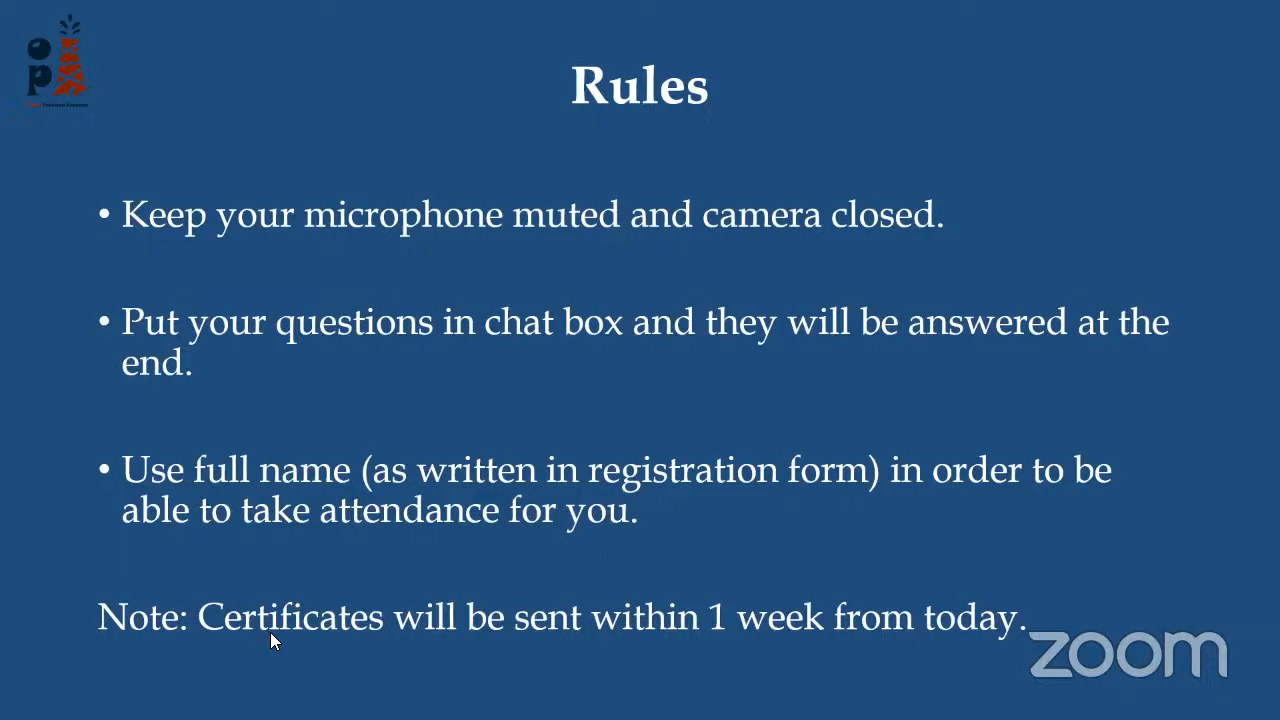 Rules
• Keep your microphone muted and camera closed.
• Put your questions in chat box and they will be answered at the
end.
• Use full name (as written in registration form) in order to be
able to take attendance for you.
Note: Certificates will be sent within 1 week from today.
zoom